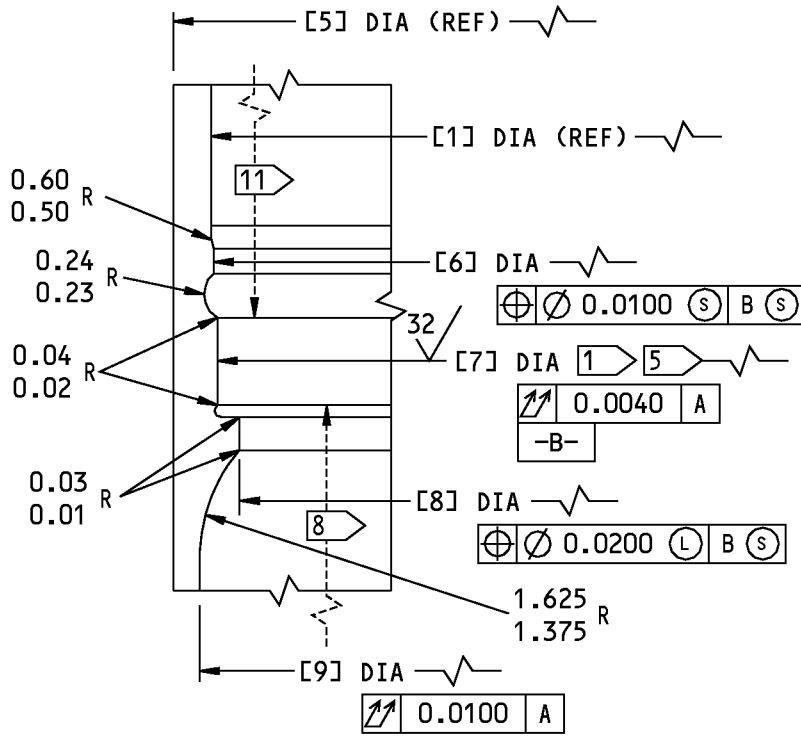 [5] DIA (REF)
[1] DIA (REF)
11
0.60
0.50 R
[6] DIA
0.24
0.23 R
⌖ ⌀ 0.0100 Ⓢ B Ⓢ
32
[7] DIA 1 5
0.04
0.02 R
0.0040 A
-B-
0.03
0.01 R
[8] DIA
8
⌖ ⌀ 0.0200 Ⓛ B Ⓢ
1.625
1.375 R
[9] DIA
0.0100 A